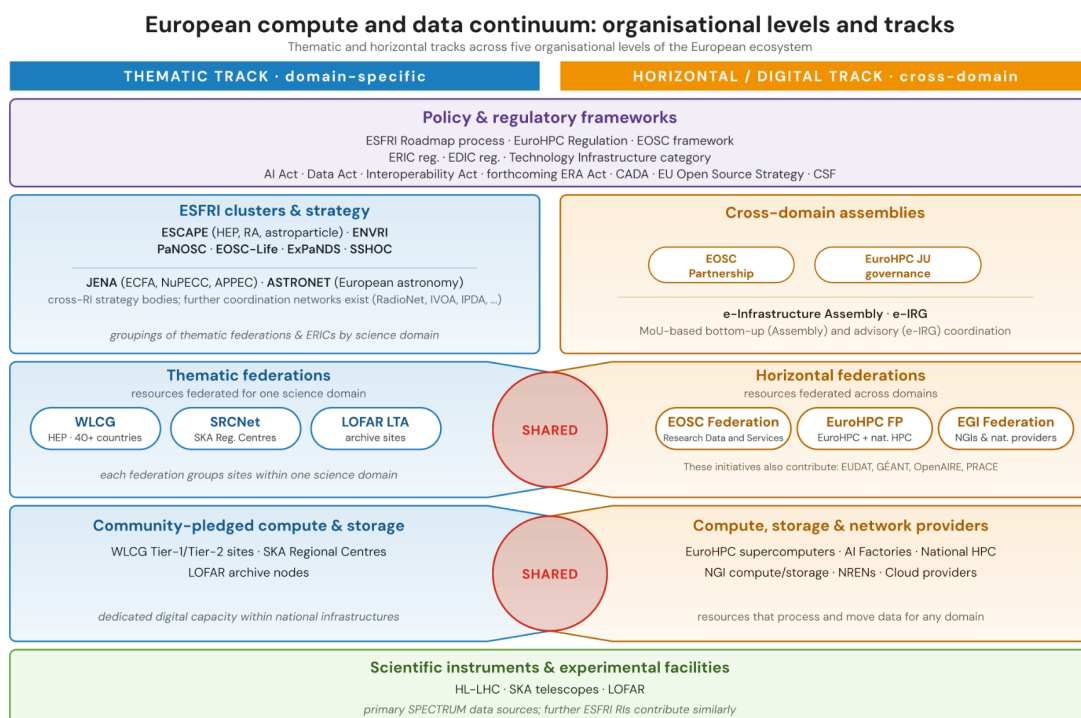 European compute and data continuum: organisational levels and tracks
Thematic and horizontal tracks across five organisational levels of the European ecosystem
THEMATIC TRACK · domain-specific
HORIZONTAL / DIGITAL TRACK · cross-domain
Policy & regulatory frameworks
ESFRI Roadmap process · EuroHPC Regulation · EOSC framework
ERIC reg. · EDIC reg. · Technology Infrastructure category
AI Act · Data Act · Interoperability Act · forthcoming ERA Act · CADA · EU Open Source Strategy · CSF
ESFRI clusters & strategy
ESCAPE (HEP, RA, astroparticle) · ENVRI
PaNOSC · EOSC-Life · ExPaNDS · SSHOC
JENA (ECFA, NuPECC, APPEC) · ASTRONET (European astronomy)
cross-RI strategy bodies; further coordination networks exist (RadioNet, IVOA, IPDA, ...)
groupings of thematic federations & ERICs by science domain
Cross-domain assemblies
EOSC
Partnership
EuroHPC JU
governance
e-Infrastructure Assembly · e-IRG
MoU-based bottom-up (Assembly) and advisory (e-IRG) coordination
Thematic federations
resources federated for one science domain
WLCG
HEP · 40+ countries
SRCNet
SKA Reg. Centres
LOFAR LTA
archive sites
each federation groups sites within one science domain
SHARED
Horizontal federations
resources federated across domains
EOSC Federation
Research Data and Services
EuroHPC FP
EuroHPC + nat. HPC
EGI Federation
NGIs & nat. providers
These initiatives also contribute: EUDAT, GÉANT, OpenAIRE, PRACE
Community-pledged compute & storage
WLCG Tier-1/Tier-2 sites · SKA Regional Centres
LOFAR archive nodes
dedicated digital capacity within national infrastructures
SHARED
Compute, storage & network providers
EuroHPC supercomputers · AI Factories · National HPC
NGI compute/storage · NRENs · Cloud providers
resources that process and move data for any domain
Scientific instruments & experimental facilities
HL-LHC · SKA telescopes · LOFAR
primary SPECTRUM data sources; further ESFRI RIs contribute similarly